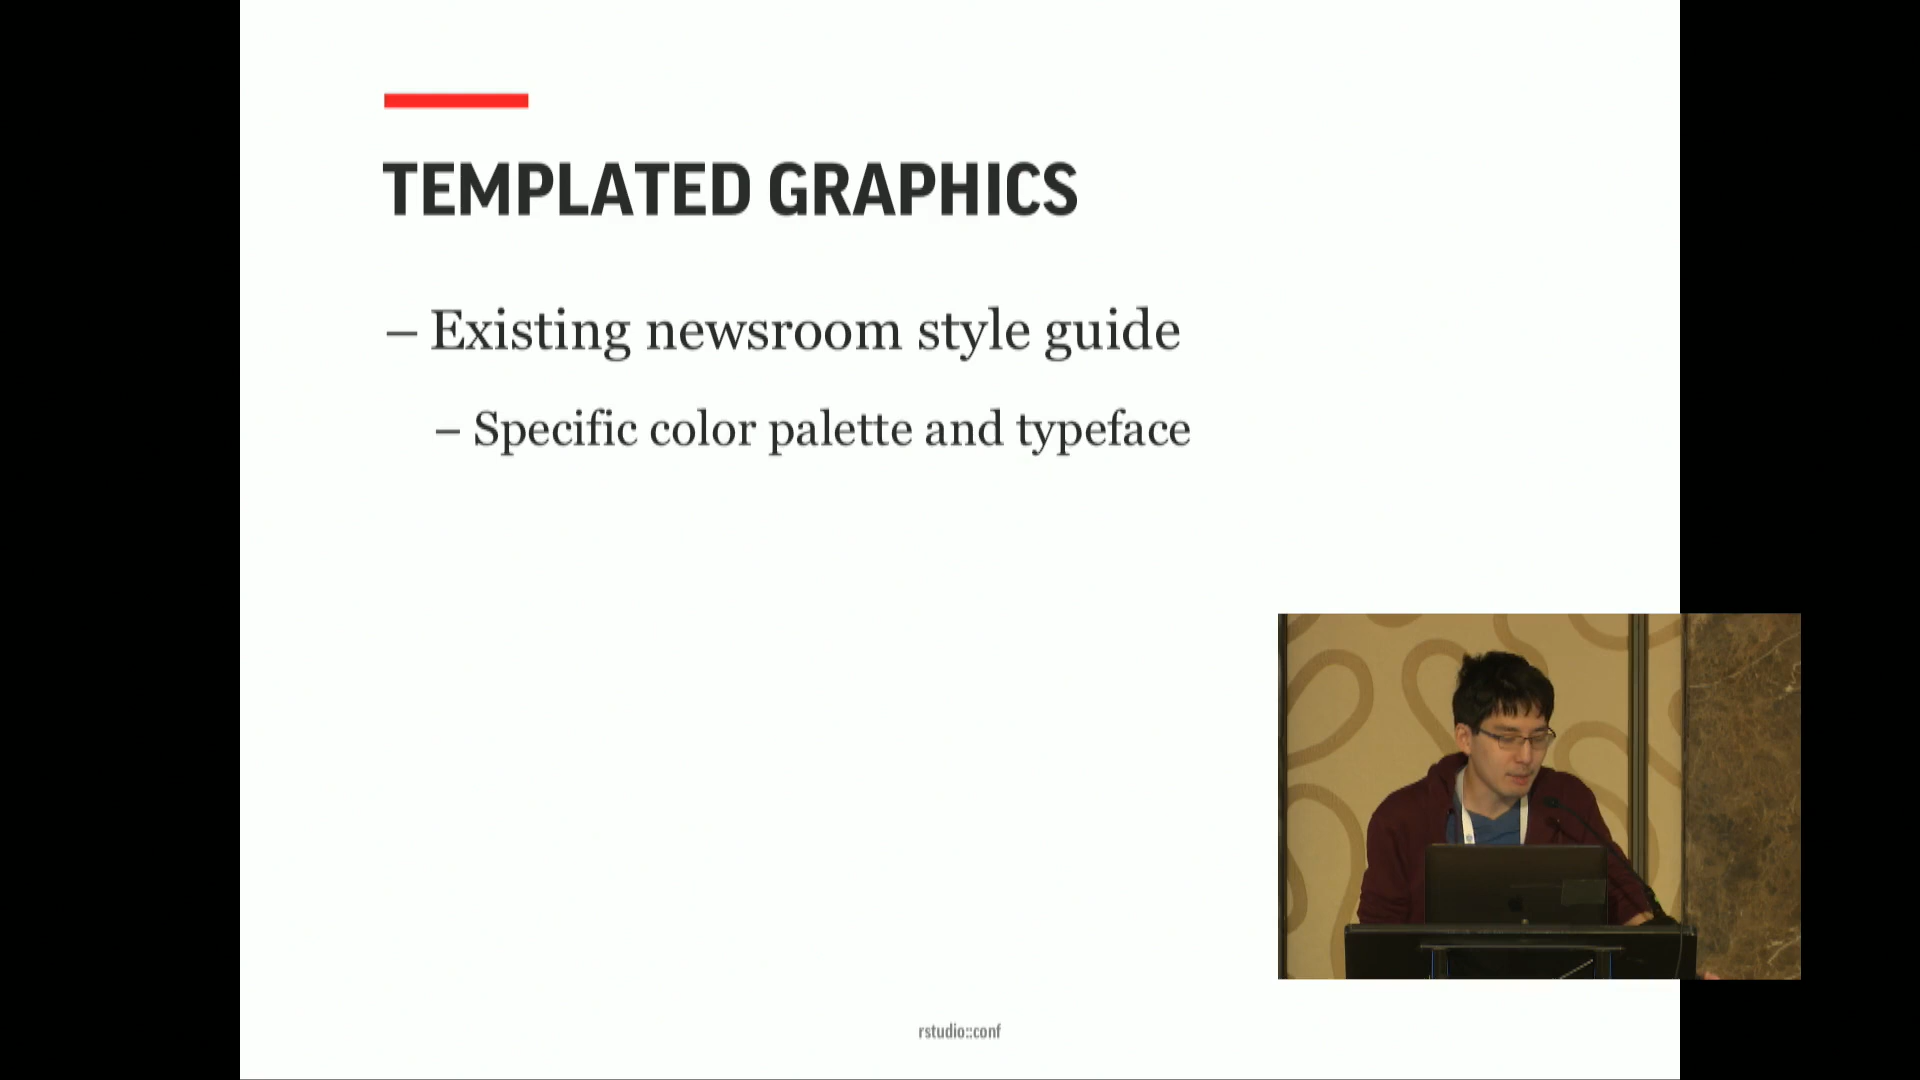 TEMPLATED GRAPHICS
– Existing newsroom style guide
– Specific color palette and typeface
rstudio::conf